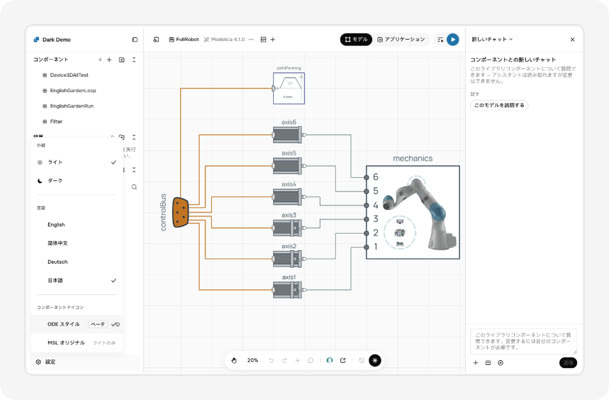 Dark Demo
コンポーネント
Device3DAllTest
EnglishGardenLoop
EnglishGardenRun
Filter
外観
ライト
ダーク
言語
English
简体中文
Deutsch
日本語
コンポーネントアイコン
ODE スタイル ベータ
MSL オリジナル ライトのみ
設定
FullRobot
Modelica 4.1.0
モデル
アプリケーション
pathPlanning
axis6
axis5
axis4
axis3
axis2
axis1
controlBus
mechanics
6
5
4
3
2
1
20%
新しいチャット
コンポーネントとの新しいチャット
このライブラリコンポーネントについて質問で
きます - アシスタントは読み取れますが変更
はできません。
試す
このモデルを説明する
このライブラリコンポーネントについて質
問できます。変更するには自分のコンポー
ネントが必要です。